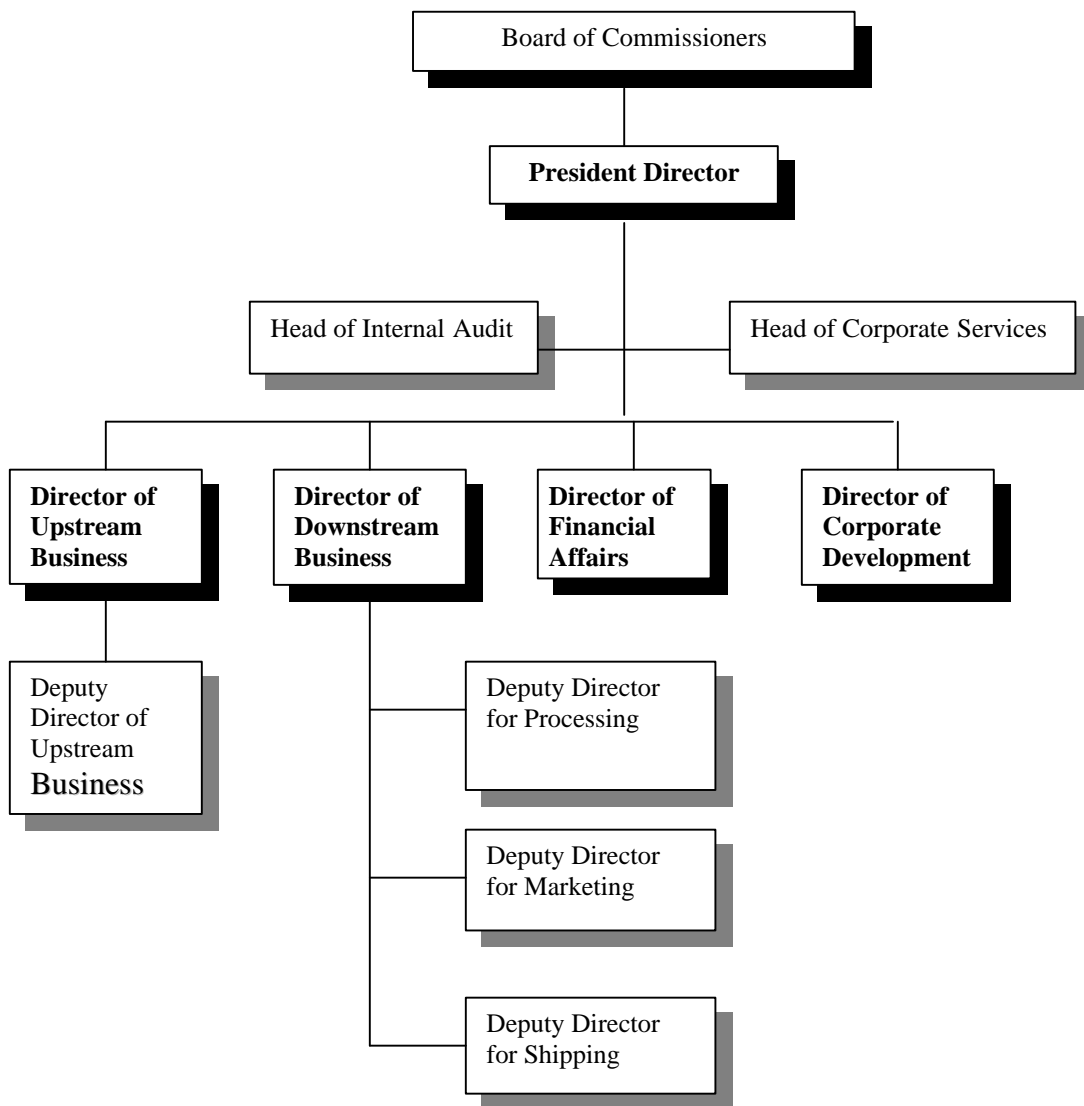 Board of Commissioners
President Director
Head of Internal Audit
Head of Corporate Services
Director of
Upstream
Business
Director of
Downstream
Business
Director of
Financial
Affairs
Director of
Corporate
Development
Deputy
Director of
Upstream
Business
Deputy Director
for Processing
Deputy Director
for Marketing
Deputy Director
for Shipping